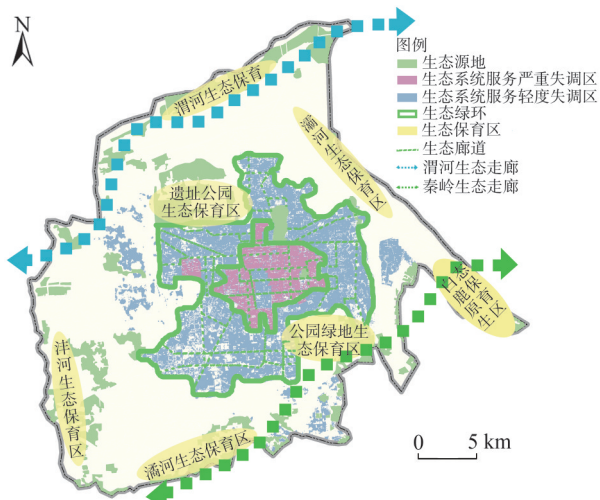 N
图例
生态源地
生态系统服务严重失调区
生态系统服务轻度失调区
生态绿环
生态保育区
生态廊道
渭河生态走廊
秦岭生态走廊
渭河生态保育
灞河生态保育区
遗址公园
生态保育区
白鹿原生态保育区
公园绿地生
态保育区
沣河生态保育区
潏河生态保育区
0 5 km